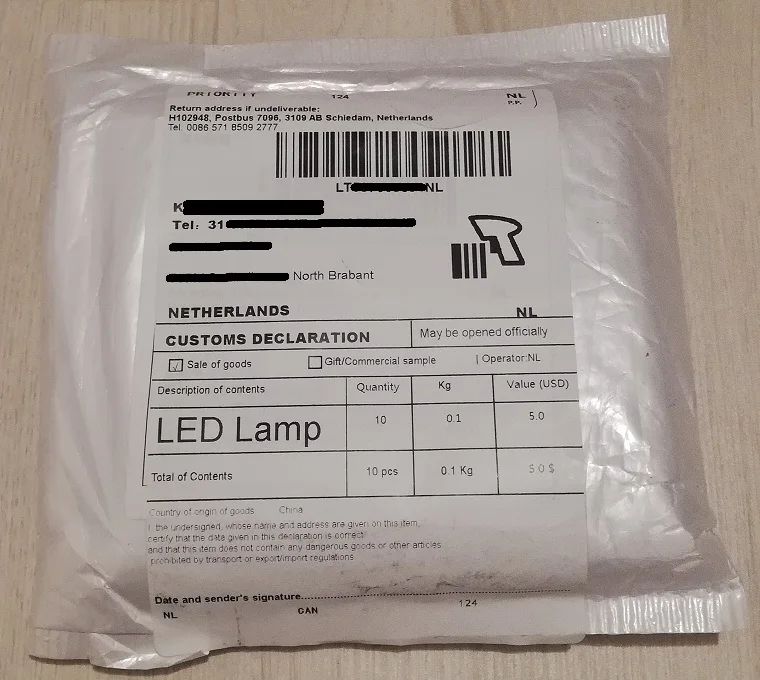 PRIORITY 124 NL
P.P.
Return address if undeliverable:
H102948, Postbus 7096, 3109 AB Schiedam, Netherlands
Tel: 0086 571 8509 2777
LT NL
K
Tel: 31
North Brabant
NETHERLANDS NL
CUSTOMS DECLARATION May be opened officially
Sale of goods Gift/Commercial sample Operator:NL
Description of contents Quantity Kg Value (USD)
LED Lamp 10 0.1 5.0
Total of Contents 10 pcs 0.1 Kg 5.0 $
Country of origin of goods China
I, the undersigned, whose name and address are given on this item,
certify that the data given in this declaration is correct
and that this item does not contain any dangerous goods or other articles
prohibited by transport or export/import regulations
Date and sender's signature........................................................
NL CAN 124